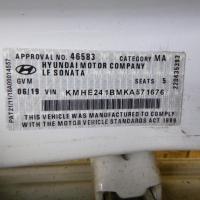 APPROVAL NO. 46583 CATEGORY MA
HYUNDAI MOTOR COMPANY
LF SONATA
GVM SEATS 5
06/19 VIN KMHE241BMKA571676
THIS VEHICLE WAS MANUFACTURED TO COMPLY WITH
THE MOTOR VEHICLE STANDARDS ACT 1989